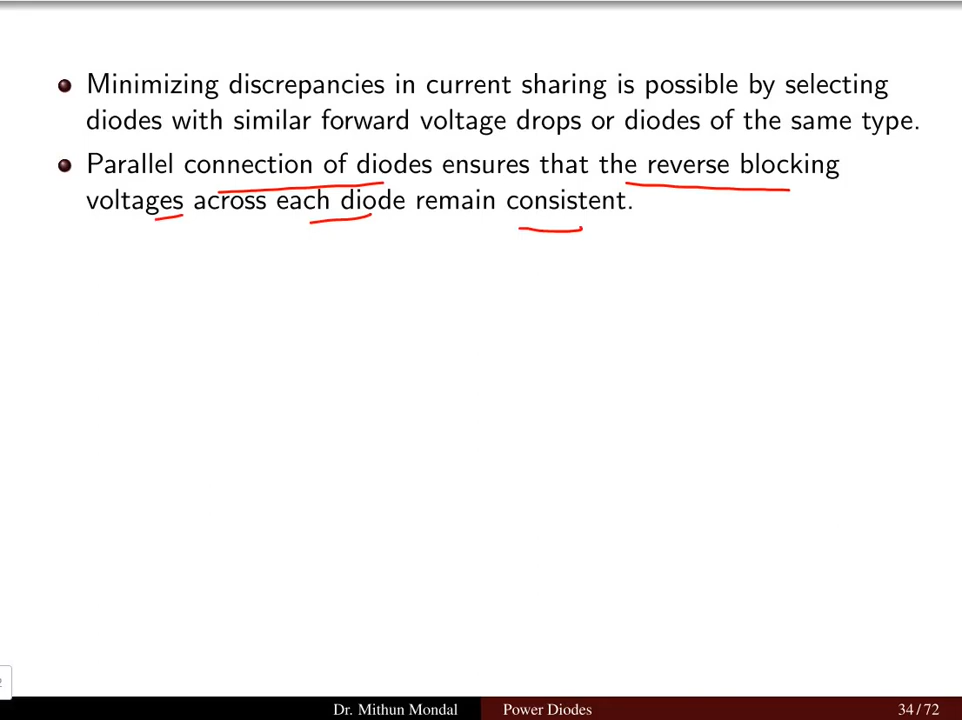 Minimizing discrepancies in current sharing is possible by selecting
diodes with similar forward voltage drops or diodes of the same type.
Parallel connection of diodes ensures that the reverse blocking
voltages across each diode remain consistent.
2
Dr. Mithun Mondal Power Diodes 34 / 72